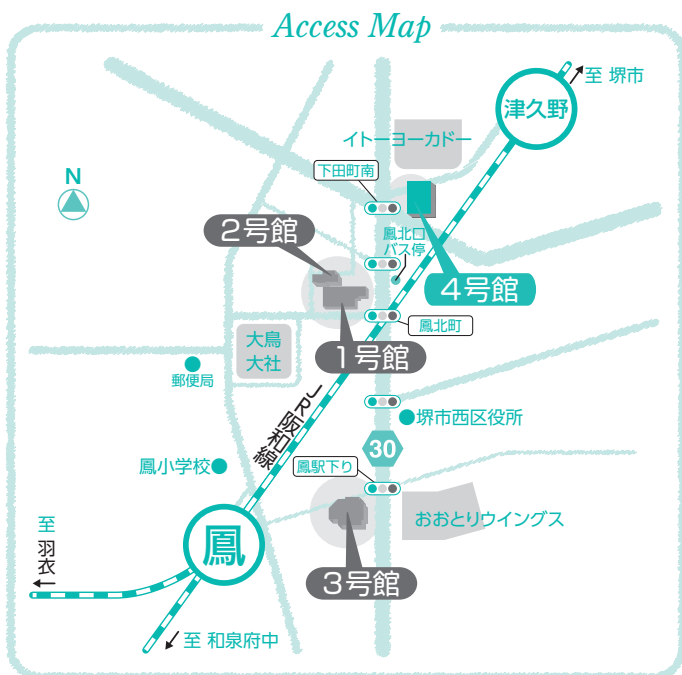 Access Map
津久野
至 堺市
イトーヨーカドー
下田町南
N
2号館
鳳北口
バス停
4号館
鳳北町
大鳥
大社
1号館
郵便局
JR阪和線
堺市西区役所
30
鳳小学校
鳳駅下り
おおとりウイングス
鳳
至
羽衣
3号館
至 和泉府中